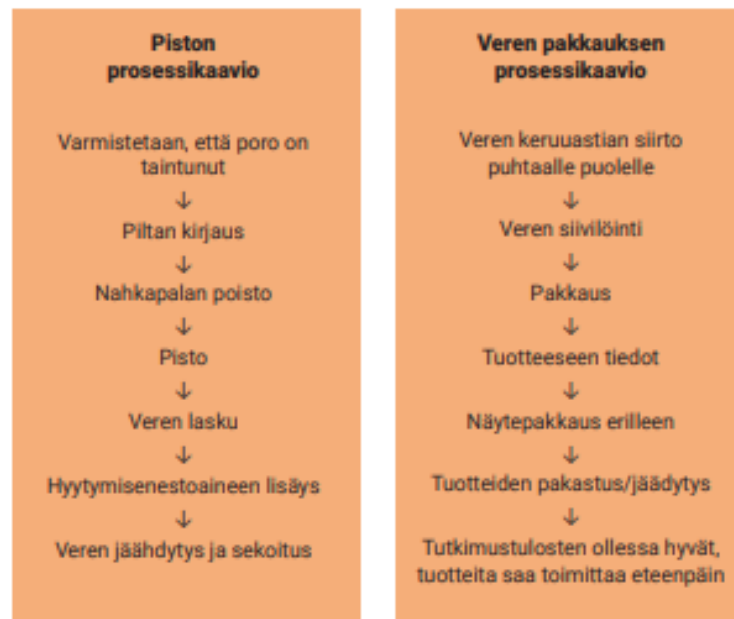 Piston
prosessikaavio
Varmistetaan, että poro on
taintunut
↓
Piltan kirjaus
↓
Nahkapalan poisto
↓
Pisto
↓
Veren lasku
↓
Hyytymisenestoaineen lisäys
↓
Veren jäähdytys ja sekoitus
Veren pakkauksen
prosessikaavio
Veren keruuastian siirto
puhtaalle puolelle
↓
Veren siivilöinti
↓
Pakkaus
↓
Tuotteeseen tiedot
↓
Näytepakkaus erilleen
↓
Tuotteiden pakastus/jäädytys
↓
Tutkimustulosten ollessa hyvät,
tuotteita saa toimittaa eteenpäin